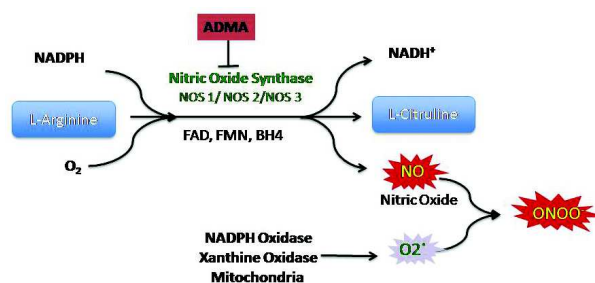 ADMA
NADPH
NADH⁺
Nitric Oxide Synthase
NOS 1/ NOS 2/NOS 3
L-Arginine
L-Citruline
FAD, FMN, BH4
O₂
NO
Nitric Oxide
ONOO
NADPH Oxidase
Xanthine Oxidase
Mitochondria
O2˙